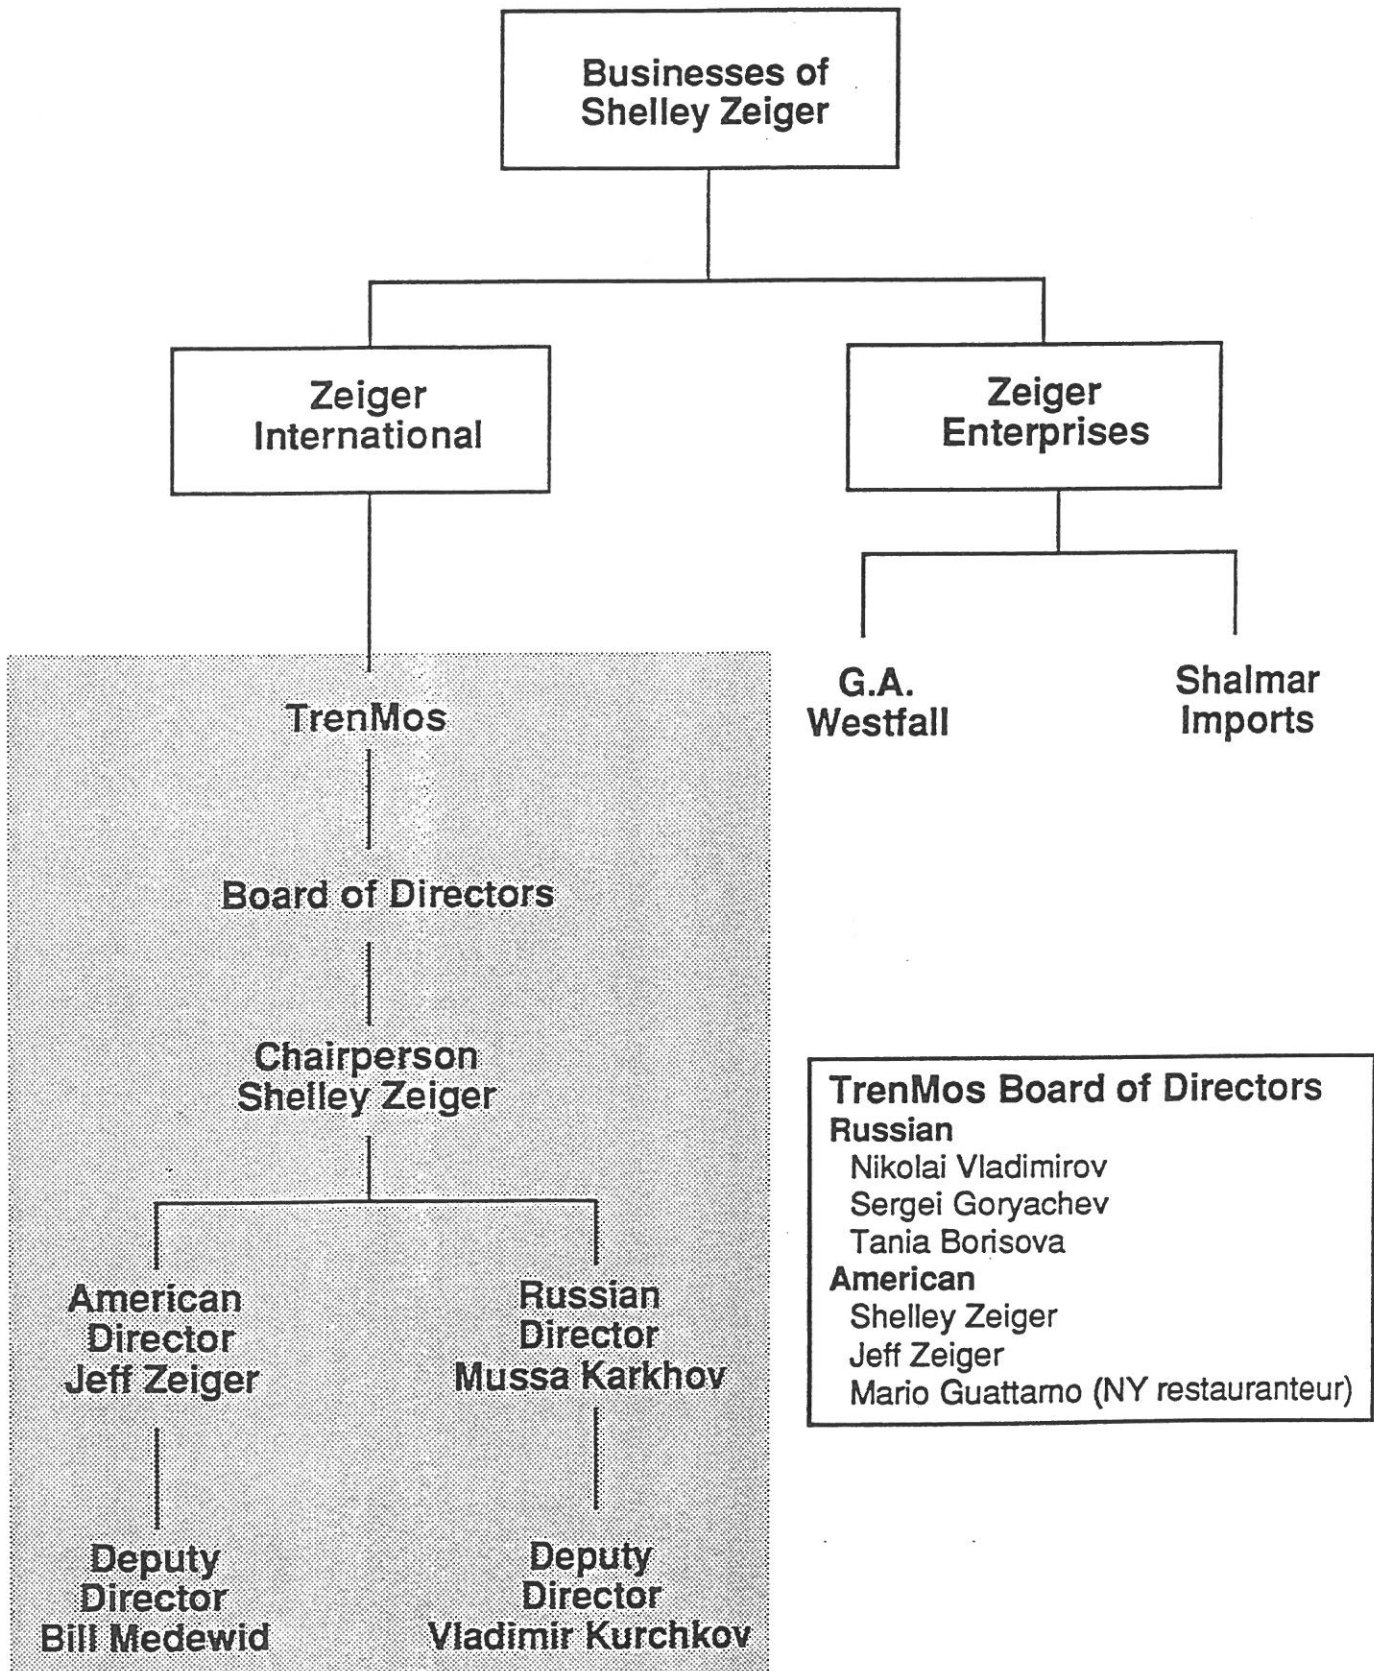 Businesses of
Shelley Zeiger
Zeiger
International
Zeiger
Enterprises
G.A.
Westfall
Shalmar
Imports
TrenMos
Board of Directors
Chairperson
Shelley Zeiger
American
Director
Jeff Zeiger
Russian
Director
Mussa Karkhov
Deputy
Director
Bill Medewid
Deputy
Director
Vladimir Kurchkov
TrenMos Board of Directors
Russian
Nikolai Vladimirov
Sergei Goryachev
Tania Borisova
American
Shelley Zeiger
Jeff Zeiger
Mario Guattamo (NY restauranteur)